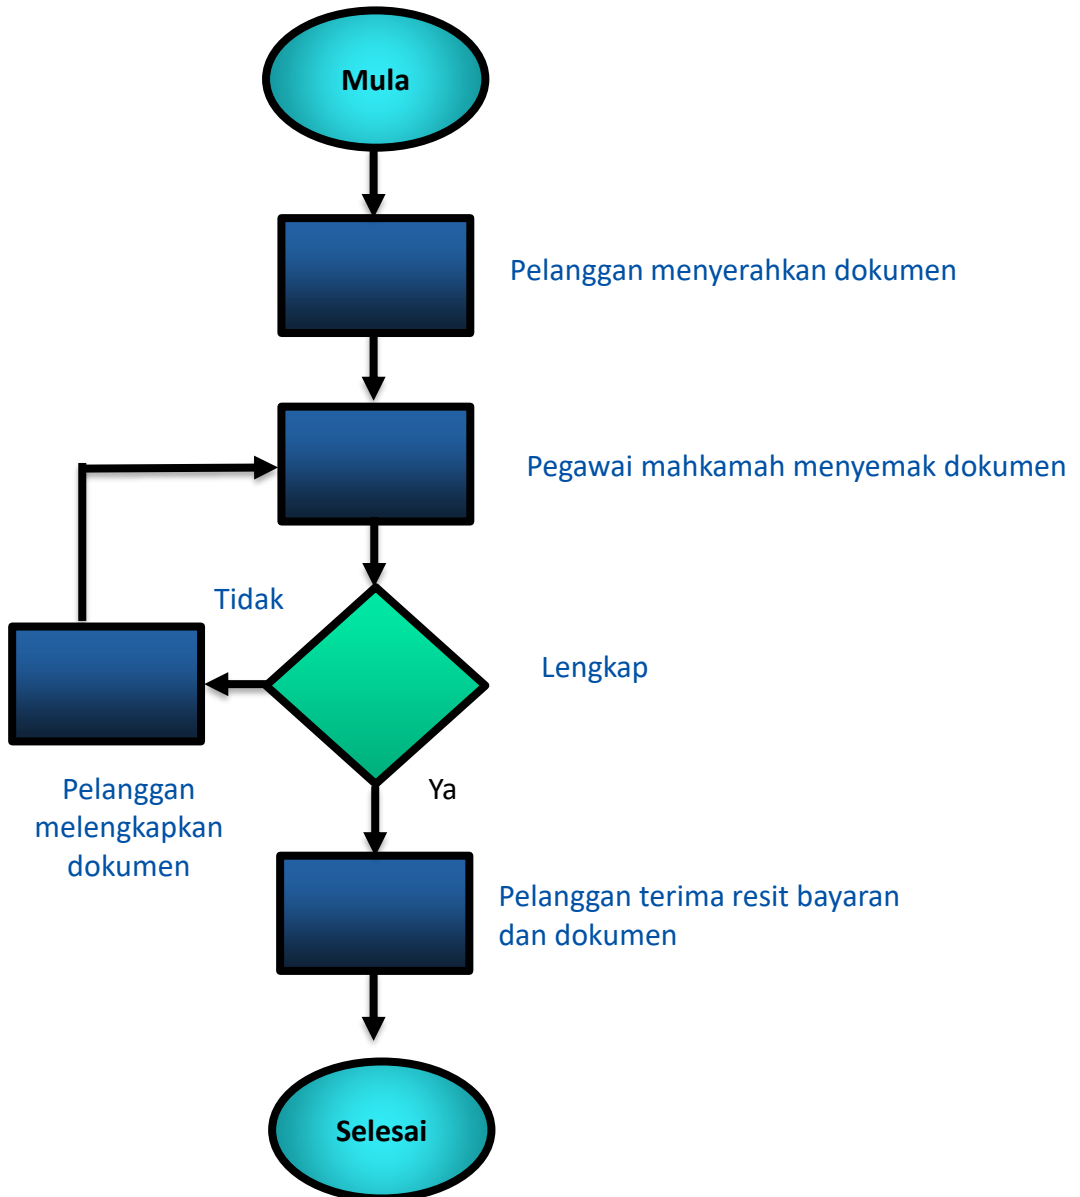 Mula
Pelanggan menyerahkan dokumen
Pegawai mahkamah menyemak dokumen
Tidak
Lengkap
Pelanggan
melengkapkan
dokumen
Ya
Pelanggan terima resit bayaran
dan dokumen
Selesai